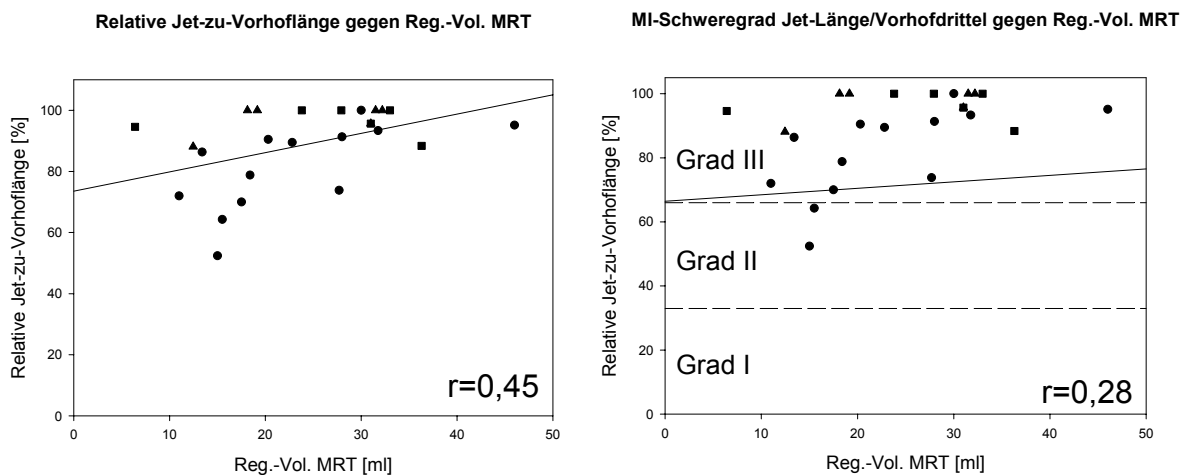 Relative Jet-zu-Vorhoflänge gegen Reg.-Vol. MRT
Relative Jet-zu-Vorhoflänge [%]
100
80
60
40
20
0
r=0,45
0 10 20 30 40 50
Reg.-Vol. MRT [ml]
MI-Schweregrad Jet-Länge/Vorhofdrittel gegen Reg.-Vol. MRT
Relative Jet-zu-Vorhoflänge [%]
100
80
60
40
20
0
Grad III
Grad II
Grad I
r=0,28
0 10 20 30 40 50
Reg.-Vol. MRT [ml]